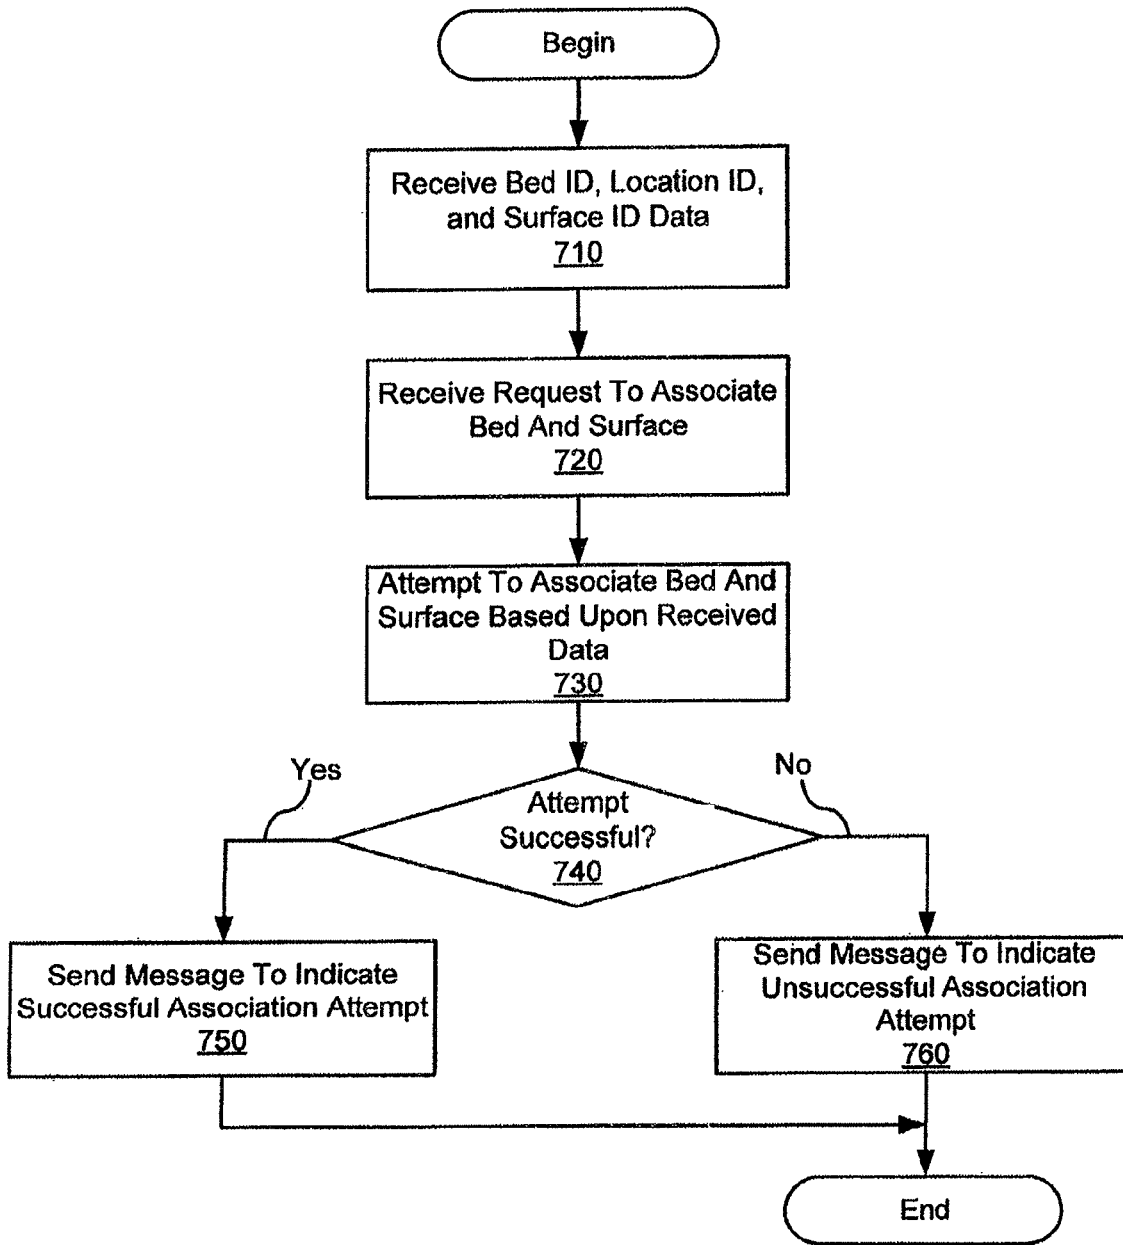 Begin
Receive Bed ID, Location ID,
and Surface ID Data
710
Receive Request To Associate
Bed And Surface
720
Attempt To Associate Bed And
Surface Based Upon Received
Data
730
Yes
No
Attempt
Successful?
740
Send Message To Indicate
Successful Association Attempt
750
Send Message To Indicate
Unsuccessful Association
Attempt
760
End